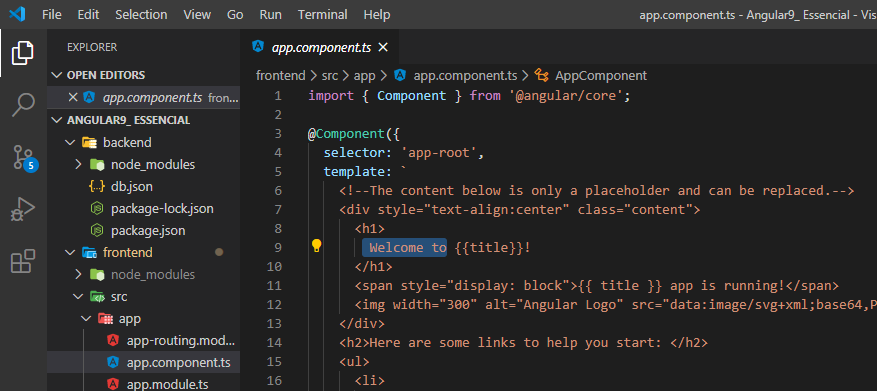 File Edit Selection View Go Run Terminal Help app.component.ts - Angular9_ Essencial - Vis
EXPLORER
OPEN EDITORS
app.component.ts fron...
ANGULAR9_ ESSENCIAL
backend
node_modules
db.json
package-lock.json
package.json
frontend
node_modules
src
app
app-routing.mod...
app.component.ts
app.module.ts
5
app.component.ts
frontend > src > app > app.component.ts > AppComponent
1 import { Component } from '@angular/core';
2
3 @Component({
4 selector: 'app-root',
5 template: `
6 <!--The content below is only a placeholder and can be replaced.-->
7 <div style="text-align:center" class="content">
8 <h1>
9 Welcome to {{title}}!
10 </h1>
11 <span style="display: block">{{ title }} app is running!</span>
12 <img width="300" alt="Angular Logo" src="data:image/svg+xml;base64,P
13 </div>
14 <h2>Here are some links to help you start: </h2>
15 <ul>
16 <li>